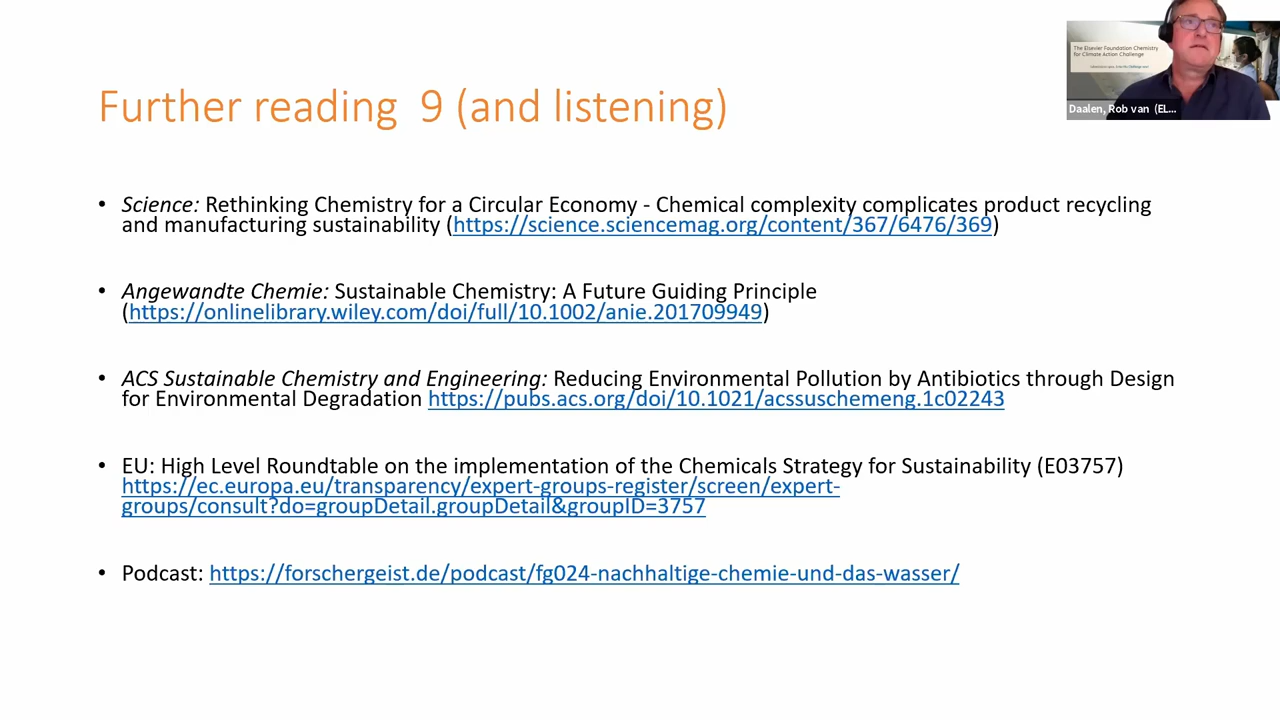 The Elsevier Foundation Chemistry
for Climate Action Challenge
Daalen, Rob van (EL...
Further reading 9 (and listening)
• Science: Rethinking Chemistry for a Circular Economy - Chemical complexity complicates product recycling
and manufacturing sustainability (https://science.sciencemag.org/content/367/6476/369)
• Angewandte Chemie: Sustainable Chemistry: A Future Guiding Principle
(https://onlinelibrary.wiley.com/doi/full/10.1002/anie.201709949)
• ACS Sustainable Chemistry and Engineering: Reducing Environmental Pollution by Antibiotics through Design
for Environmental Degradation https://pubs.acs.org/doi/10.1021/acssuschemeng.1c02243
• EU: High Level Roundtable on the implementation of the Chemicals Strategy for Sustainability (E03757)
https://ec.europa.eu/transparency/expert-groups-register/screen/expert-
groups/consult?do=groupDetail.groupDetail&groupID=3757
• Podcast: https://forschergeist.de/podcast/fg024-nachhaltige-chemie-und-das-wasser/